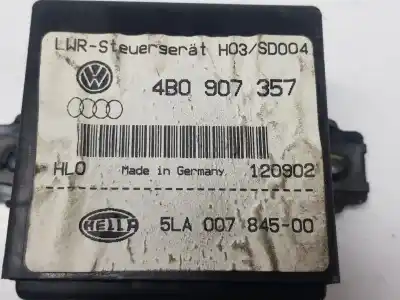 LWR-Steuergerät H03/SD004
4B0 907 357
HLO Made in Germany 120902
HELLA 5LA 007 845-00